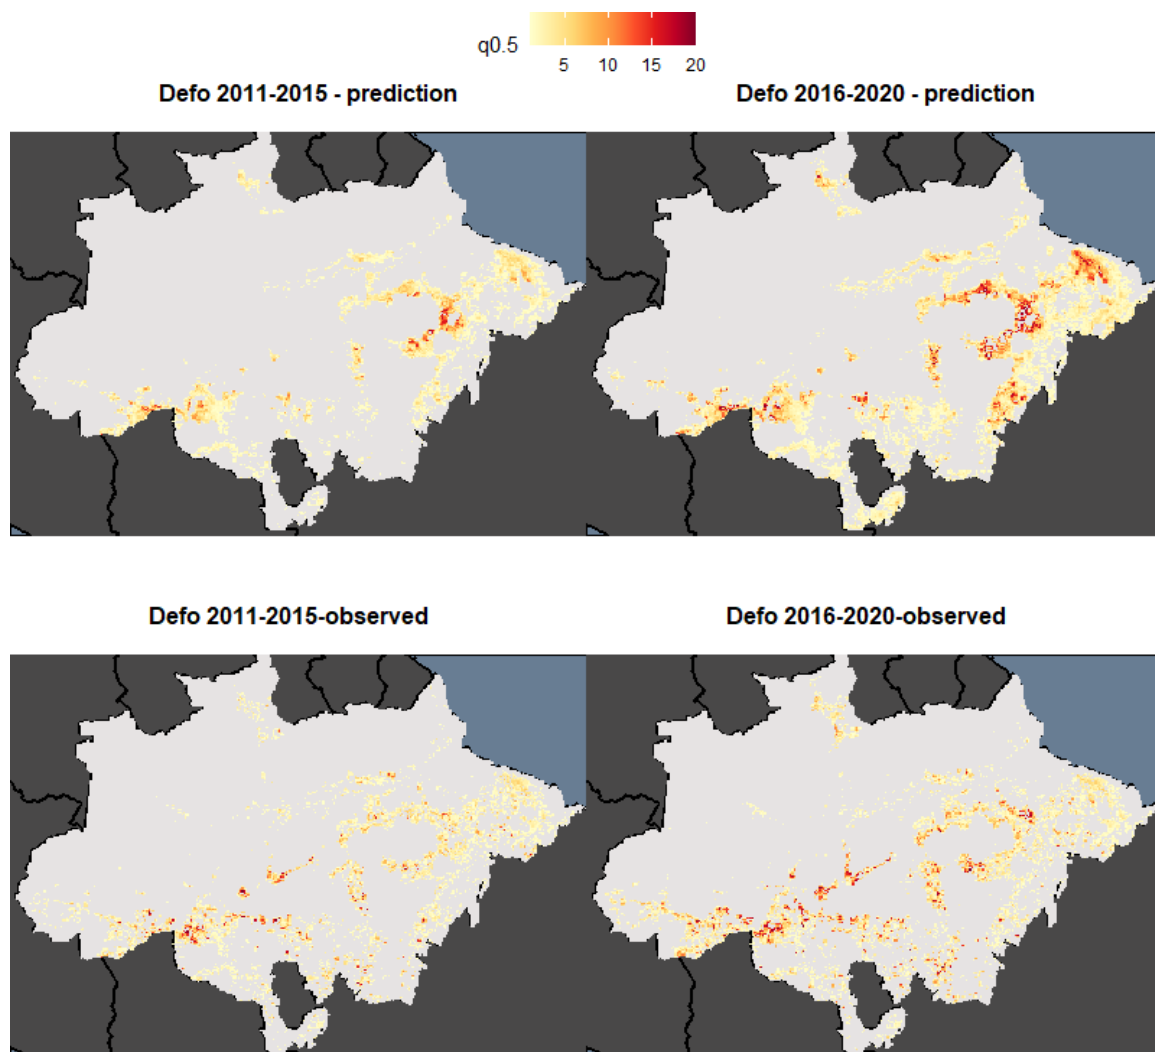 q0.5
5 10 15 20
Defo 2011-2015 - prediction
Defo 2016-2020 - prediction
Defo 2011-2015-observed
Defo 2016-2020-observed